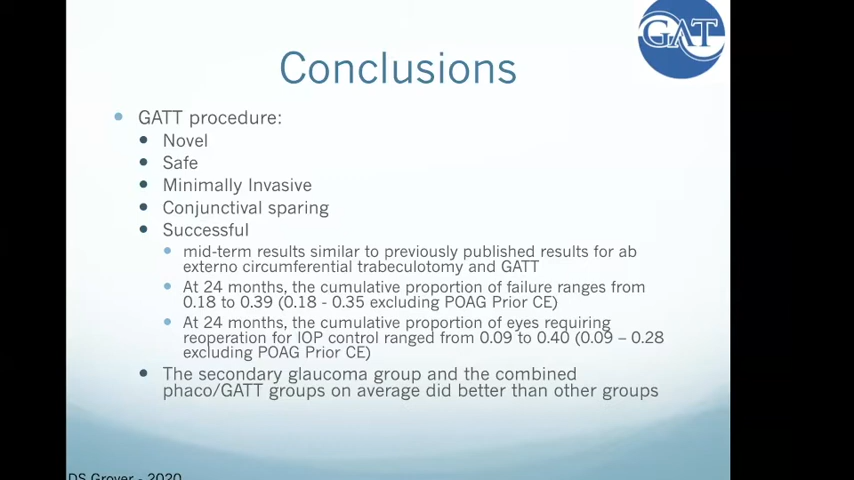 GAT
Conclusions
GATT procedure:
Novel
Safe
Minimally Invasive
Conjunctival sparing
Successful
mid-term results similar to previously published results for ab
externo circumferential trabeculotomy and GATT
At 24 months, the cumulative proportion of failure ranges from
0.18 to 0.39 (0.18 - 0.35 excluding POAG Prior CE)
At 24 months, the cumulative proportion of eyes requiring
reoperation for IOP control ranged from 0.09 to 0.40 (0.09 – 0.28
excluding POAG Prior CE)
The secondary glaucoma group and the combined
phaco/GATT groups on average did better than other groups
DS Grover - 2020